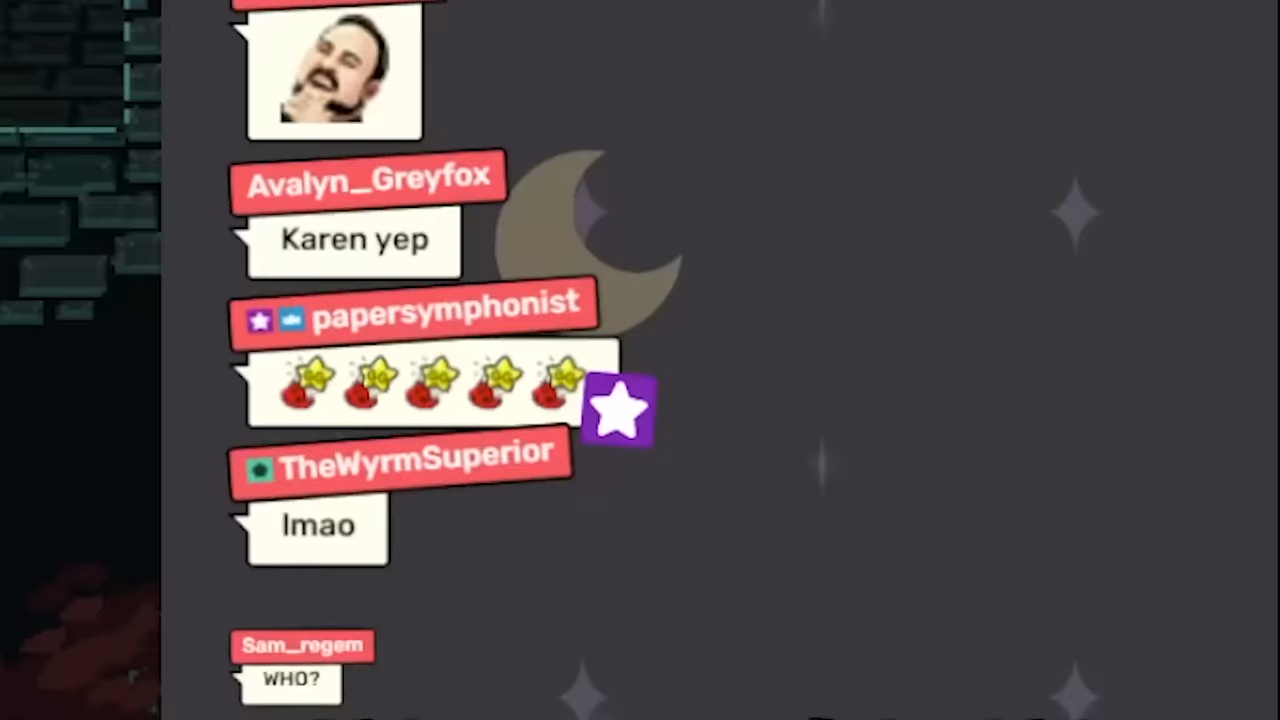 Avalyn_Greyfox
Karen yep
papersymphonist
TheWyrmSuperior
lmao
Sam_regem
WHO?